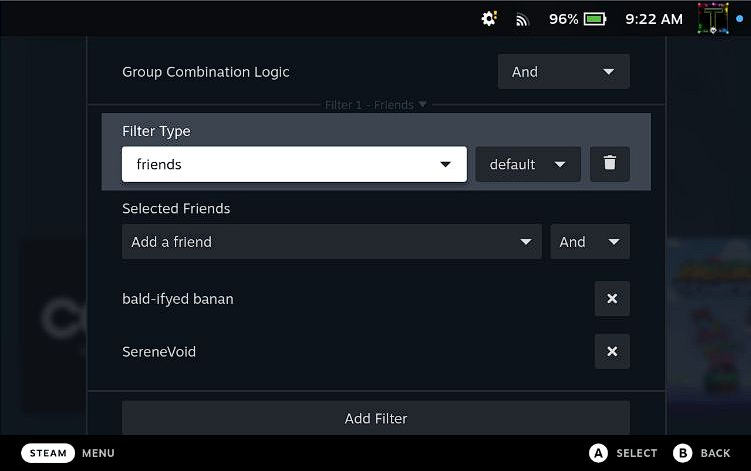 96% 9:22 AM
Group Combination Logic And
Filter 1 - Friends
Filter Type
friends default
Selected Friends
Add a friend And
bald-ifyed banan
SereneVoid
Add Filter
STEAM MENU A SELECT B BACK